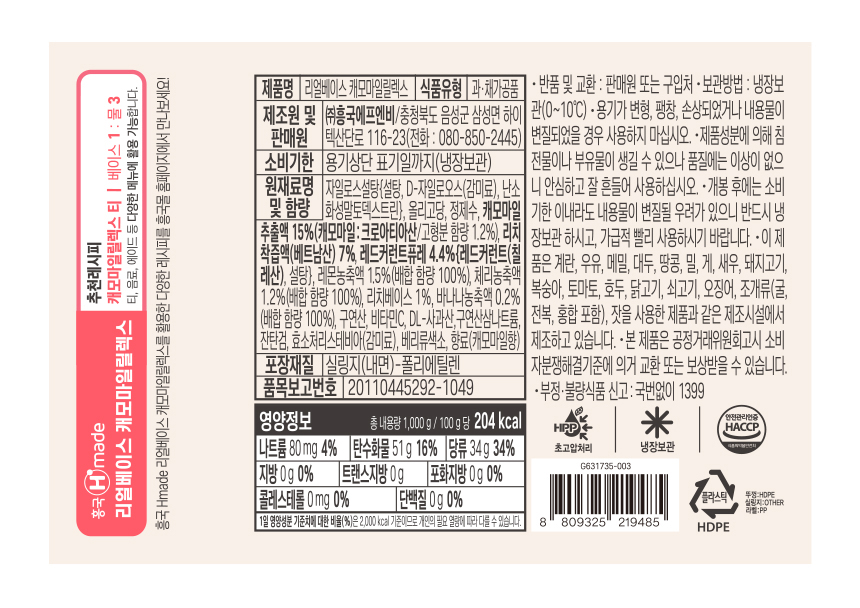 추천레시피
캐모마일릴렉스 티 | 베이스 1 : 물 3
티, 음료, 에이드 등 다양한 메뉴에 활용 가능합니다.
흥국 Hmade
리얼베이스 캐모마일릴렉스
흥국 Hmade 리얼베이스 캐모마일릴렉스를 활용한 다양한 레시피를 흥국몰 홈페이지에서 만나보세요!
제품명 리얼베이스 캐모마일릴렉스 식품유형 과·채가공품
제조원 및 판매원 ㈜흥국에프엔비/충청북도 음성군 삼성면 하이
텍산단로 116-23(전화 : 080-850-2445)
소비기한 용기상단 표기일까지(냉장보관)
원재료명 및 함량 자일로스설탕{설탕, D-자일로오스(감미료), 난소
화성말토덱스트린}, 올리고당, 정제수, 캐모마일
추출액 15%(캐모마일:크로아티아산/고형분 함량 1.2%), 리치
착즙액(베트남산) 7%, 레드커런트퓨레 4.4%{레드커런트(칠
레산), 설탕}, 레몬농축액 1.5%(배합 함량 100%), 체리농축액
1.2%(배합 함량 100%), 리치베이스 1%, 바나나농축액 0.2%
(배합 함량 100%), 구연산, 비타민C, DL-사과산, 구연산삼나트륨,
잔탄검, 효소처리스테비아(감미료), 베리류색소, 향료(캐모마일향)
포장재질 실링지(내면)-폴리에틸렌
품목보고번호 20110445292-1049
영양정보 총 내용량 1,000 g / 100 g 당 204 kcal
나트륨 80 mg 4% 탄수화물 51 g 16% 당류 34 g 34%
지방 0 g 0% 트랜스지방 0 g 포화지방 0 g 0%
콜레스테롤 0 mg 0% 단백질 0 g 0%
1일 영양성분 기준치에 대한 비율(%)은 2,000 kcal 기준이므로 개인의 필요 열량에 따라 다를 수 있습니다.
·반품 및 교환 : 판매원 또는 구입처 ·보관방법 : 냉장보
관(0~10℃) ·용기가 변형, 팽창, 손상되었거나 내용물이
변질되었을 경우 사용하지 마십시오. ·제품성분에 의해 침
전물이나 부유물이 생길 수 있으나 품질에는 이상이 없으
니 안심하고 잘 흔들어 사용하십시오. ·개봉 후에는 소비
기한 이내라도 내용물이 변질될 우려가 있으니 반드시 냉
장보관 하시고, 가급적 빨리 사용하시기 바랍니다. ·이 제
품은 계란, 우유, 메밀, 대두, 땅콩, 밀, 게, 새우, 돼지고기,
복숭아, 토마토, 호두, 닭고기, 쇠고기, 오징어, 조개류(굴,
전복, 홍합 포함), 잣을 사용한 제품과 같은 제조시설에서
제조하고 있습니다. ·본 제품은 공정거래위원회고시 소비
자분쟁해결기준에 의거 교환 또는 보상받을 수 있습니다.
·부정·불량식품 신고 : 국번없이 1399
HPP
초고압처리
냉장보관
안전관리인증
HACCP
식품의약품안전처
G631735-003
8 809325 219485
플라스틱
HDPE
뚜껑:HDPE
실링지:OTHER
라벨:PP